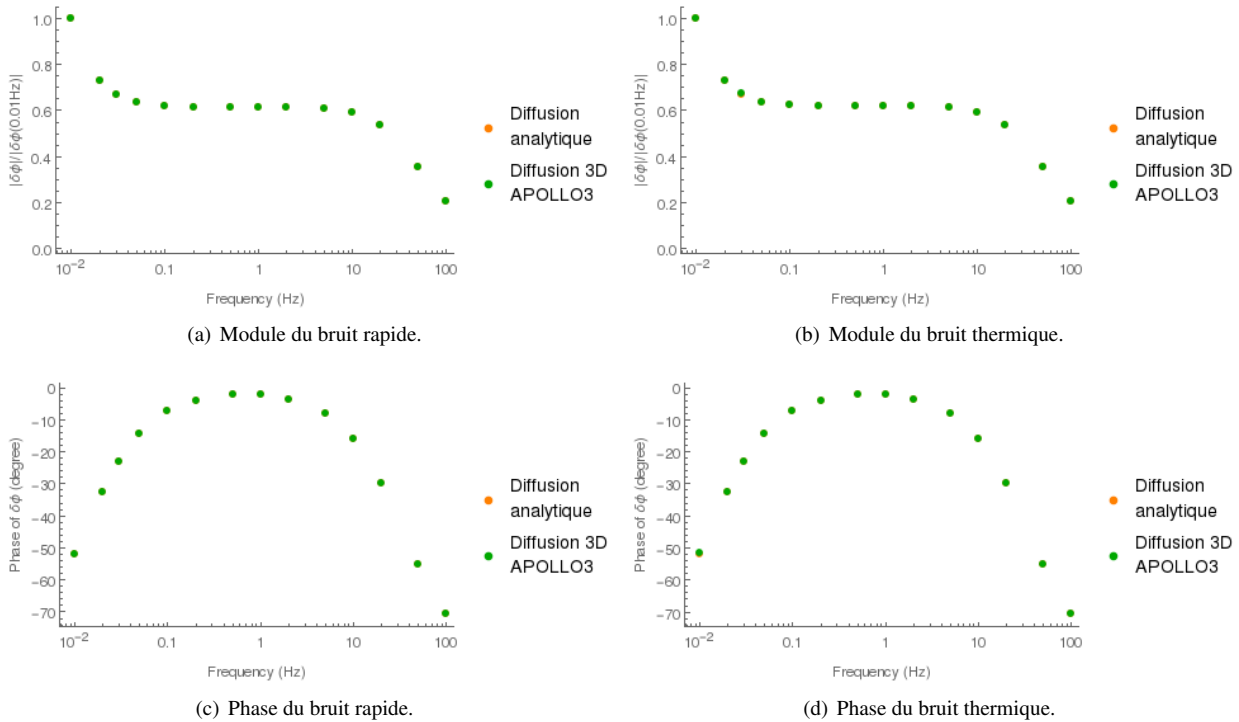 1.0
0.8
0.6
0.4
0.2
0.0
|δϕ|/|δϕ(0.01Hz)|
10⁻² 0.1 1 10 100
Frequency (Hz)
Diffusion
analytique
Diffusion 3D
APOLLO3
(a) Module du bruit rapide.
1.0
0.8
0.6
0.4
0.2
0.0
|δϕ|/|δϕ(0.01Hz)|
10⁻² 0.1 1 10 100
Frequency (Hz)
Diffusion
analytique
Diffusion 3D
APOLLO3
(b) Module du bruit thermique.
0
−10
−20
−30
−40
−50
−60
−70
Phase of δϕ (degree)
10⁻² 0.1 1 10 100
Frequency (Hz)
Diffusion
analytique
Diffusion 3D
APOLLO3
(c) Phase du bruit rapide.
0
−10
−20
−30
−40
−50
−60
−70
Phase of δϕ (degree)
10⁻² 0.1 1 10 100
Frequency (Hz)
Diffusion
analytique
Diffusion 3D
APOLLO3
(d) Phase du bruit thermique.